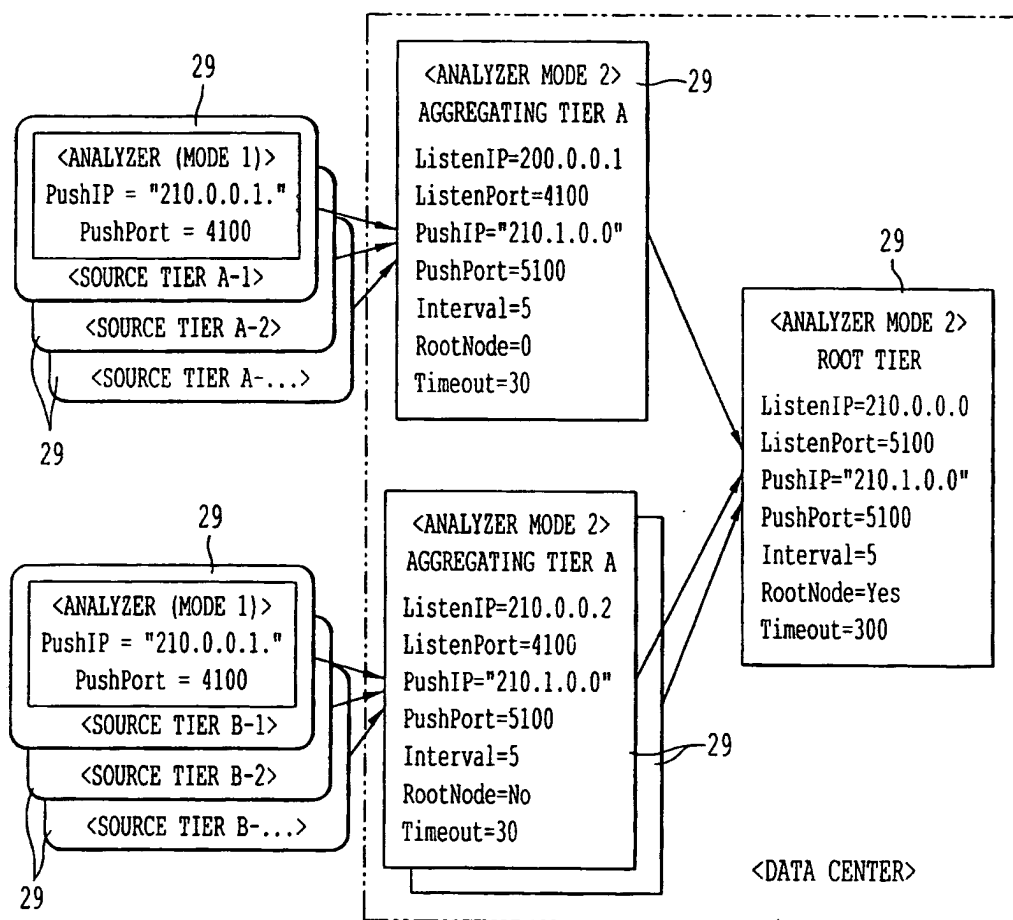 29
<ANALYZER (MODE 1)>
PushIP = "210.0.0.1."
PushPort = 4100
<SOURCE TIER A-1>
<SOURCE TIER A-2>
<SOURCE TIER A-...>
29
<ANALYZER MODE 2>
AGGREGATING TIER A
ListenIP=200.0.0.1
ListenPort=4100
PushIP="210.1.0.0"
PushPort=5100
Interval=5
RootNode=0
Timeout=30
29
29
<ANALYZER MODE 2>
ROOT TIER
ListenIP=210.0.0.0
ListenPort=5100
PushIP="210.1.0.0"
PushPort=5100
Interval=5
RootNode=Yes
Timeout=300
29
<ANALYZER (MODE 1)>
PushIP = "210.0.0.1."
PushPort = 4100
<SOURCE TIER B-1>
<SOURCE TIER B-2>
<SOURCE TIER B-...>
29
<ANALYZER MODE 2>
AGGREGATING TIER A
ListenIP=210.0.0.2
ListenPort=4100
PushIP="210.1.0.0"
PushPort=5100
Interval=5
RootNode=No
Timeout=30
29
<DATA CENTER>